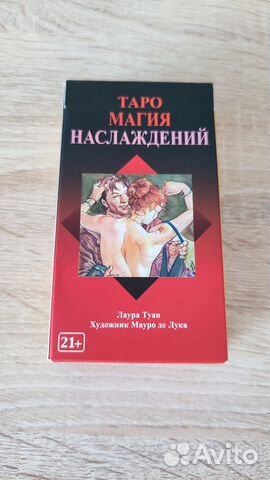 ТАРО
МАГИЯ
НАСЛАЖДЕНИЙ
Лаура Туан
Художник Мауро де Лука
21+
Avito